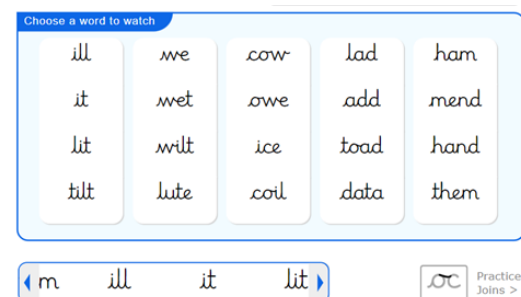 Choose a word to watch
ill we cow lad ham
it wet owe add mend
lit wilt ice toad hand
tilt lute coil data them
m ill it lit
oc Practice
Joins >